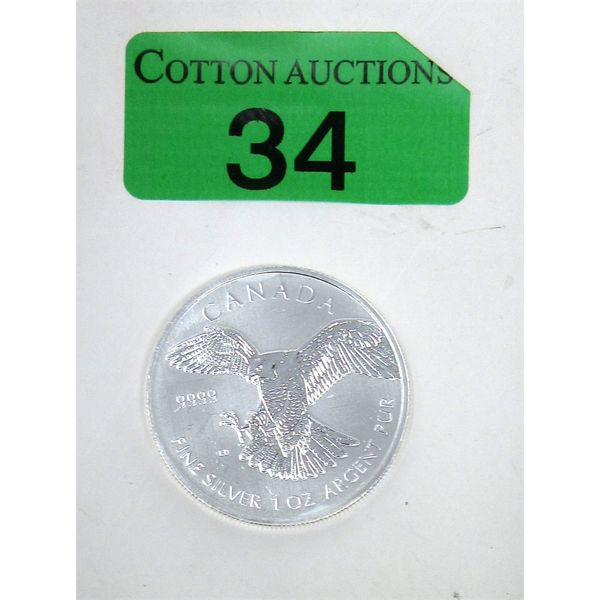 COTTON AUCTIONS
34
CANADA
9999
FINE SILVER 1 OZ ARGENT PUR